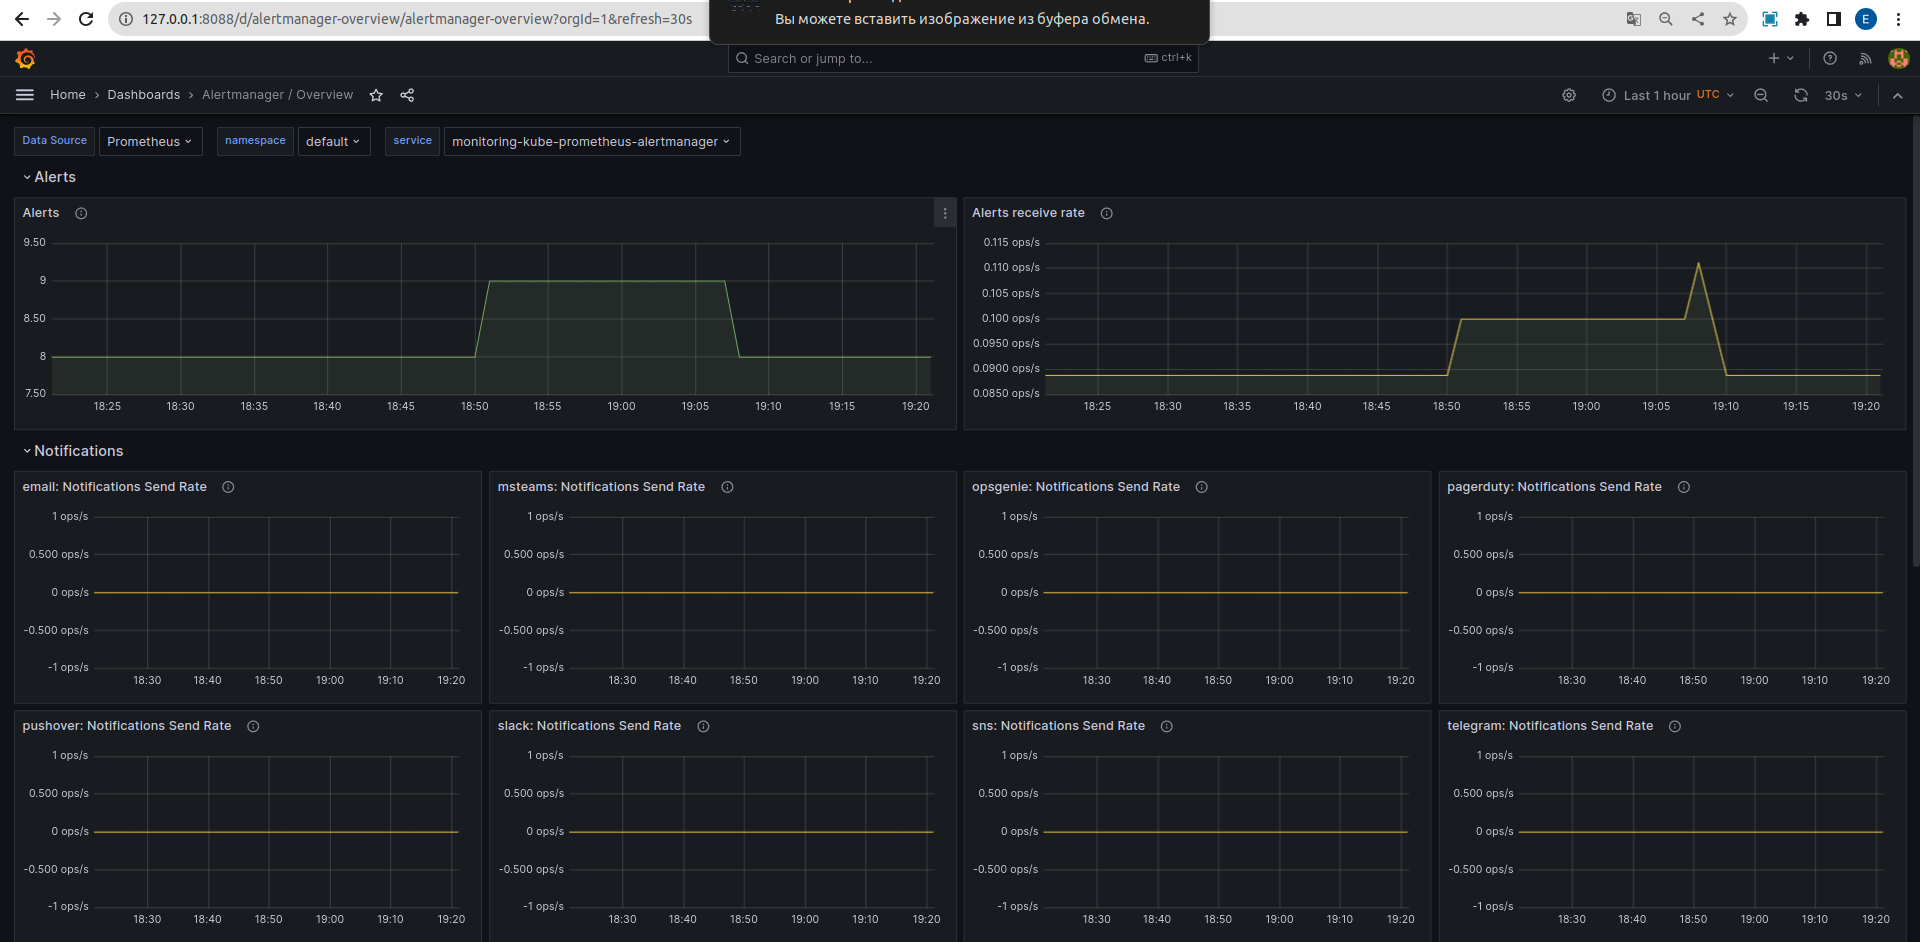 127.0.0.1:8088/d/alertmanager-overview/alertmanager-overview?orgId=1&refresh=30s
Вы можете вставить изображение из буфера обмена.
E
Search or jump to...
ctrl+k
Home › Dashboards › Alertmanager / Overview
Last 1 hour UTC
30s
Data Source Prometheus
namespace default
service monitoring-kube-prometheus-alertmanager
Alerts
Alerts
9.50
9
8.50
8
7.50
18:25 18:30 18:35 18:40 18:45 18:50 18:55 19:00 19:05 19:10 19:15 19:20
Alerts receive rate
0.115 ops/s
0.110 ops/s
0.105 ops/s
0.100 ops/s
0.0950 ops/s
0.0900 ops/s
0.0850 ops/s
18:25 18:30 18:35 18:40 18:45 18:50 18:55 19:00 19:05 19:10 19:15 19:20
Notifications
email: Notifications Send Rate
1 ops/s
0.500 ops/s
0 ops/s
-0.500 ops/s
-1 ops/s
18:30 18:40 18:50 19:00 19:10 19:20
msteams: Notifications Send Rate
1 ops/s
0.500 ops/s
0 ops/s
-0.500 ops/s
-1 ops/s
18:30 18:40 18:50 19:00 19:10 19:20
opsgenie: Notifications Send Rate
1 ops/s
0.500 ops/s
0 ops/s
-0.500 ops/s
-1 ops/s
18:30 18:40 18:50 19:00 19:10 19:20
pagerduty: Notifications Send Rate
1 ops/s
0.500 ops/s
0 ops/s
-0.500 ops/s
-1 ops/s
18:30 18:40 18:50 19:00 19:10 19:20
pushover: Notifications Send Rate
1 ops/s
0.500 ops/s
0 ops/s
-0.500 ops/s
-1 ops/s
18:30 18:40 18:50 19:00 19:10 19:20
slack: Notifications Send Rate
1 ops/s
0.500 ops/s
0 ops/s
-0.500 ops/s
-1 ops/s
18:30 18:40 18:50 19:00 19:10 19:20
sns: Notifications Send Rate
1 ops/s
0.500 ops/s
0 ops/s
-0.500 ops/s
-1 ops/s
18:30 18:40 18:50 19:00 19:10 19:20
telegram: Notifications Send Rate
1 ops/s
0.500 ops/s
0 ops/s
-0.500 ops/s
-1 ops/s
18:30 18:40 18:50 19:00 19:10 19:20